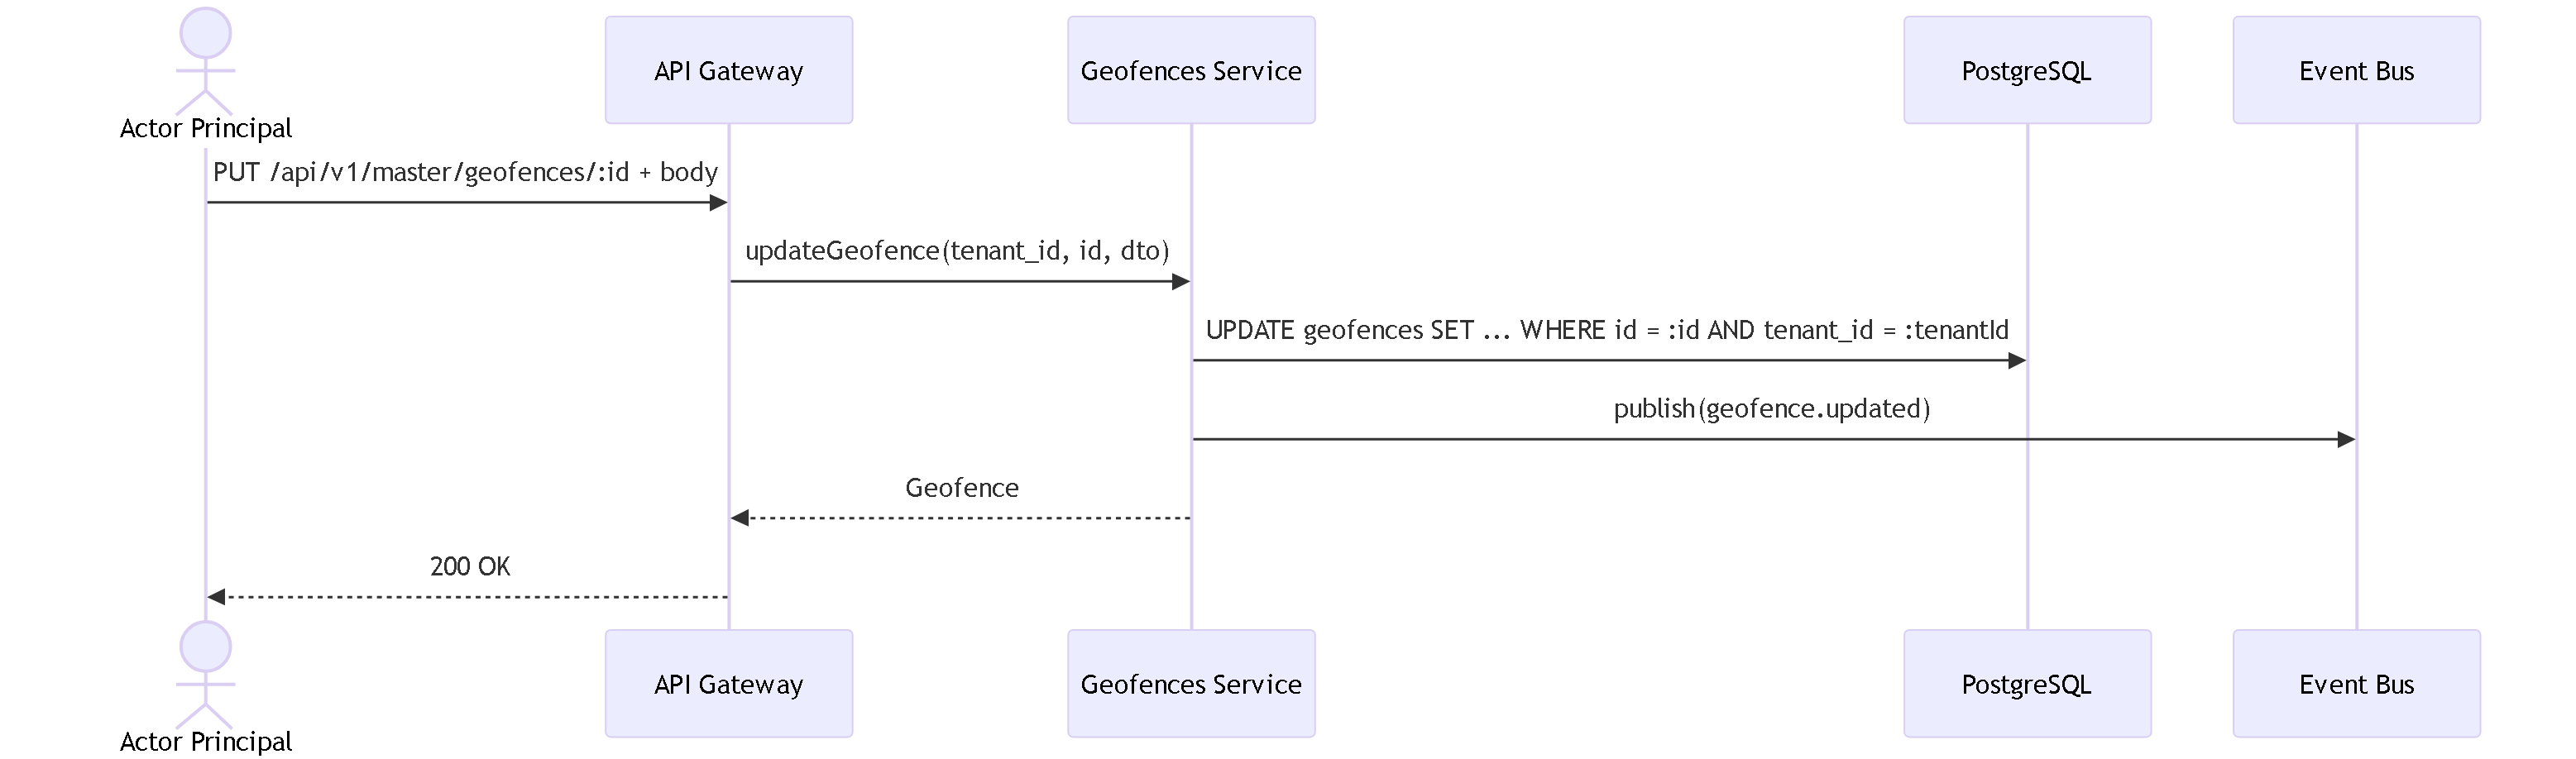 API Gateway
Geofences Service
PostgreSQL
Event Bus
Actor Principal
PUT /api/v1/master/geofences/:id + body
updateGeofence(tenant_id, id, dto)
UPDATE geofences SET ... WHERE id = :id AND tenant_id = :tenantId
publish(geofence.updated)
Geofence
200 OK
API Gateway
Geofences Service
PostgreSQL
Event Bus
Actor Principal